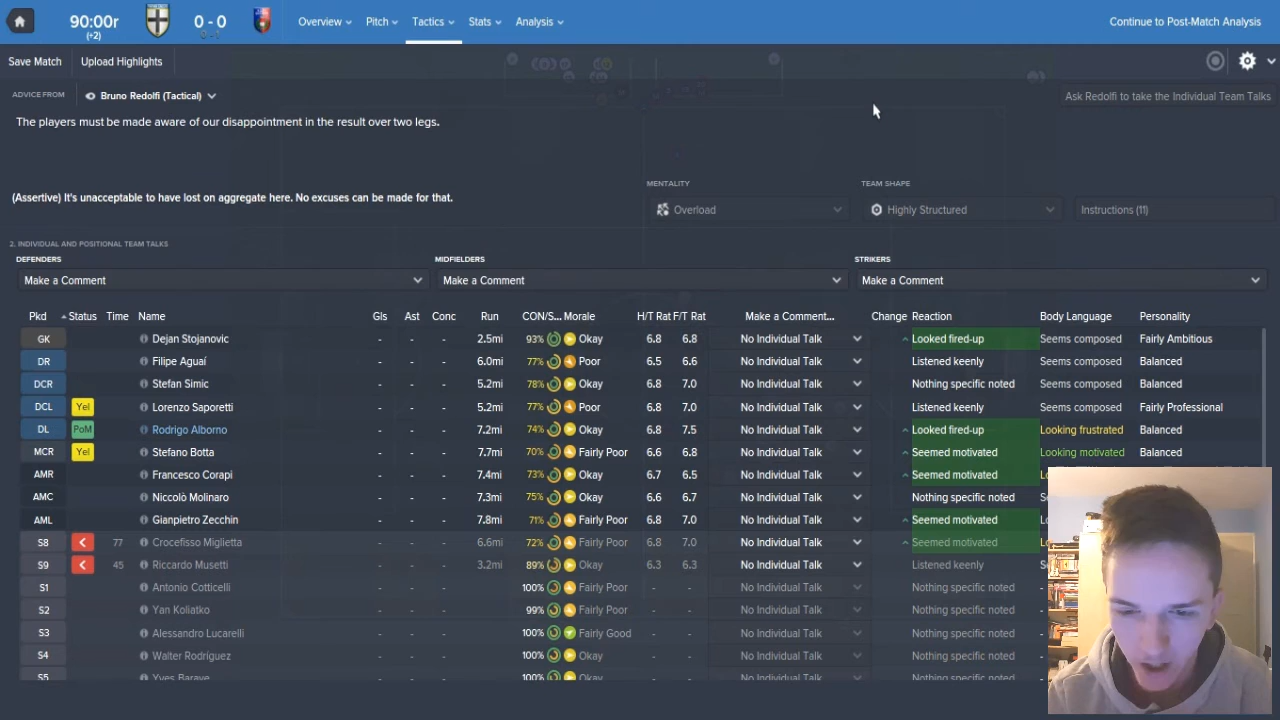 90:00r 0 - 0 Overview Pitch Tactics Stats Analysis Continue to Post-Match Analysis
(+2) 0 - 1
Save Match Upload Highlights
ADVICE FROM Bruno Redolfi (Tactical) Ask Redolfi to take the Individual Team Talks
The players must be made aware of our disappointment in the result over two legs.
MENTALITY TEAM SHAPE
(Assertive) It's unacceptable to have lost on aggregate here. No excuses can be made for that.
Overload Highly Structured Instructions (11)
2. INDIVIDUAL AND POSITIONAL TEAM TALKS
DEFENDERS MIDFIELDERS STRIKERS
Make a Comment Make a Comment Make a Comment
Pkd Status Time Name Gls Ast Conc Run CON/S... Morale H/T Rat F/T Rat Make a Comment... Change Reaction Body Language Personality
GK Dejan Stojanovic - - - 2.5mi 93% Okay 6.8 6.8 No Individual Talk Looked fired-up Seems composed Fairly Ambitious
DR Filipe Aguaí - - - 6.0mi 77% Poor 6.5 6.6 No Individual Talk Listened keenly Seems composed Balanced
DCR Stefan Simic - - - 5.2mi 78% Okay 6.8 7.0 No Individual Talk Nothing specific noted Seems composed Balanced
DCL Yel Lorenzo Saporetti - - - 5.2mi 77% Poor 6.8 7.0 No Individual Talk Listened keenly Seems composed Fairly Professional
DL PoM Rodrigo Alborno - - - 7.2mi 74% Okay 6.8 7.5 No Individual Talk Looked fired-up Looking frustrated Balanced
MCR Yel Stefano Botta - - - 7.7mi 70% Fairly Poor 6.6 6.8 No Individual Talk Seemed motivated Looking motivated Balanced
AMR Francesco Corapi - - - 7.4mi 73% Okay 6.7 6.5 No Individual Talk Seemed motivated
AMC Niccolò Molinaro - - - 7.3mi 75% Okay 6.6 6.7 No Individual Talk Nothing specific noted
AML Gianpietro Zecchin - - - 7.8mi 71% Fairly Poor 6.8 7.0 No Individual Talk Seemed motivated
S8 77 Crocefisso Miglietta - - - 6.6mi 72% Fairly Poor 6.8 7.0 No Individual Talk Seemed motivated
S9 45 Riccardo Musetti - - - 3.2mi 89% Okay 6.3 6.3 No Individual Talk Listened keenly
S1 Antonio Cotticelli - - - 100% Fairly Poor - - No Individual Talk Nothing specific noted
S2 Yan Koliatko - - - 99% Fairly Poor - - No Individual Talk Nothing specific noted
S3 Alessandro Lucarelli - - - 100% Fairly Good - - No Individual Talk Nothing specific noted -
S4 Walter Rodríguez - - - 100% Okay - - No Individual Talk Nothing specific noted -
S5 Yves Baraye - - - 100% Okay - - No Individual Talk Nothing specific noted -